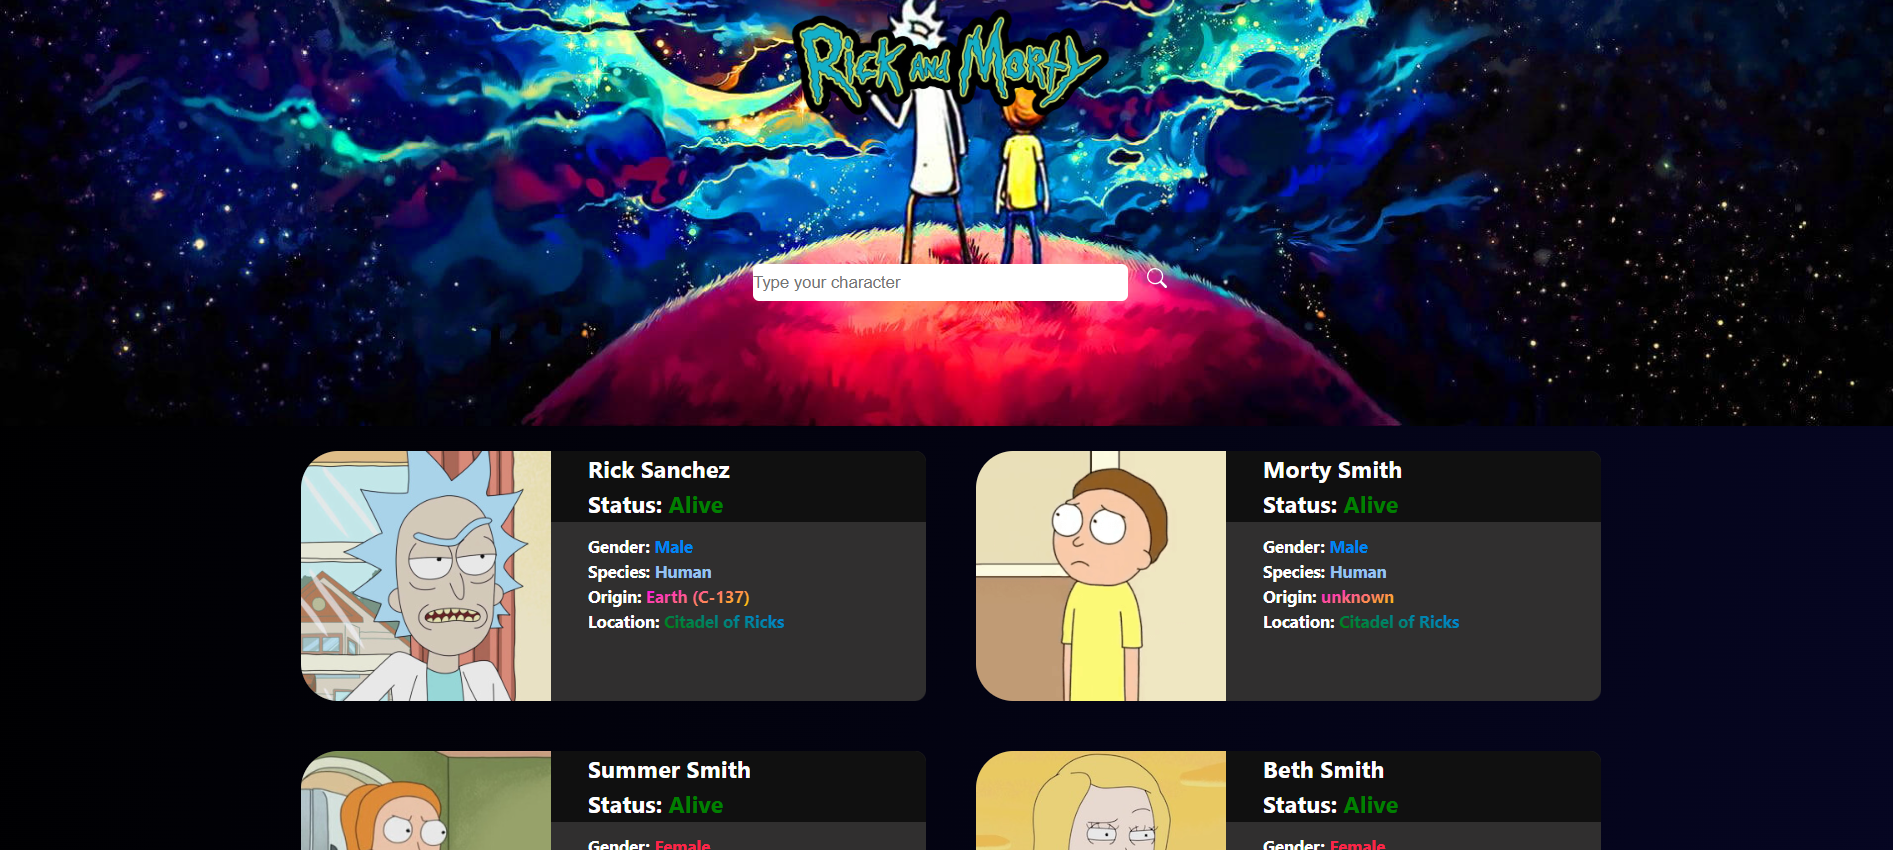 Rick and Morty
Type your character
Rick Sanchez
Status: Alive
Gender: Male
Species: Human
Origin: Earth (C-137)
Location: Citadel of Ricks
Morty Smith
Status: Alive
Gender: Male
Species: Human
Origin: unknown
Location: Citadel of Ricks
Summer Smith
Status: Alive
Gender: Female
Beth Smith
Status: Alive
Gender: Female